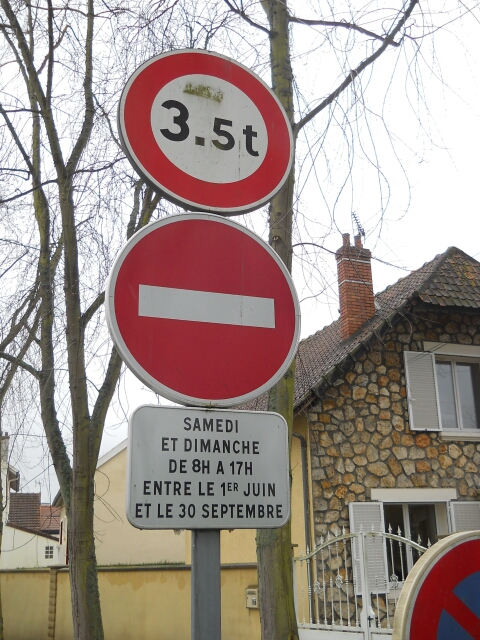 3.5t
SAMEDI
ET DIMANCHE
DE 8H A 17H
ENTRE LE 1ER JUIN
ET LE 30 SEPTEMBRE